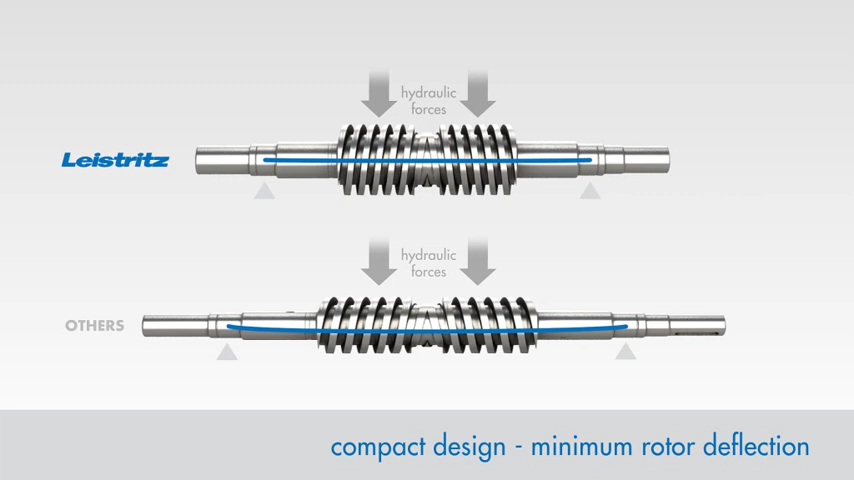 hydraulic
forces
Leistritz
hydraulic
forces
OTHERS
compact design - minimum rotor deflection